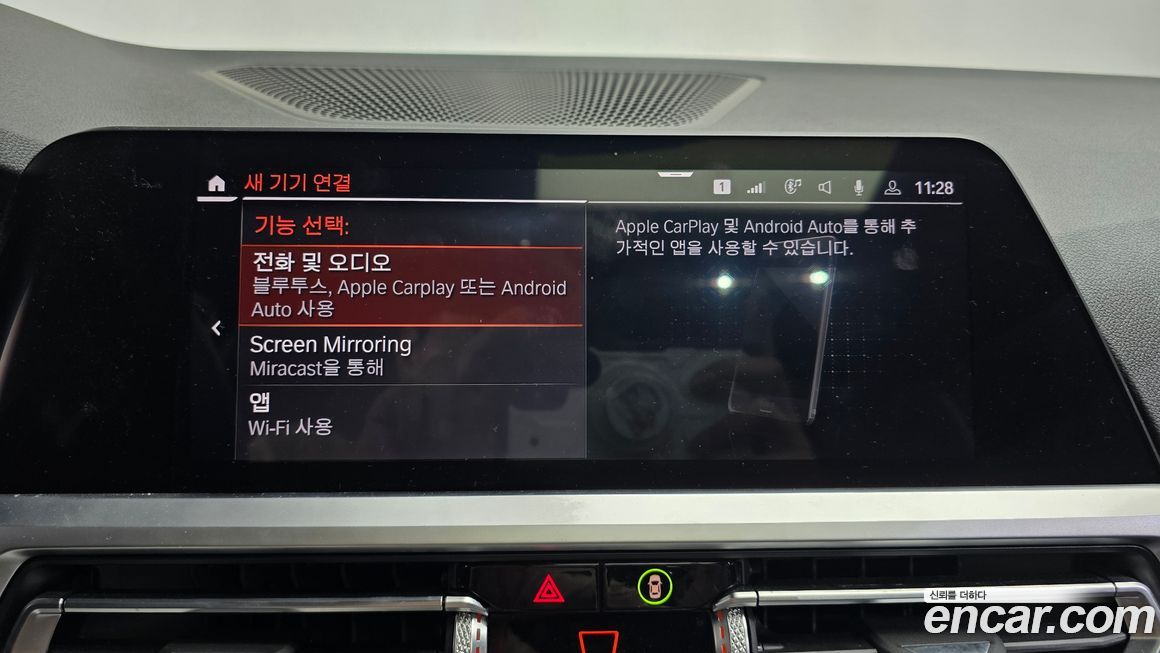 새 기기 연결
1
11:28
기능 선택:
전화 및 오디오
블루투스, Apple Carplay 또는 Android
Auto 사용
Screen Mirroring
Miracast을 통해
앱
Wi-Fi 사용
Apple CarPlay 및 Android Auto를 통해 추
가적인 앱을 사용할 수 있습니다.
신뢰를 더하다
encar.com